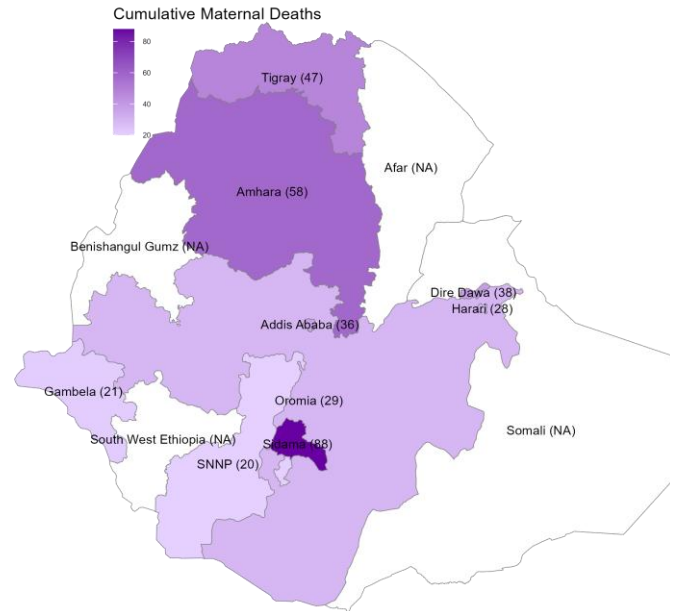 Cumulative Maternal Deaths
80
60
40
20
Tigray (47)
Afar (NA)
Amhara (58)
Benishangul Gumz (NA)
Dire Dawa (38)
Harari (28)
Addis Ababa (36)
Gambela (21)
Oromia (29)
Somali (NA)
South West Ethiopia (NA)
Sidama (88)
SNNP (20)